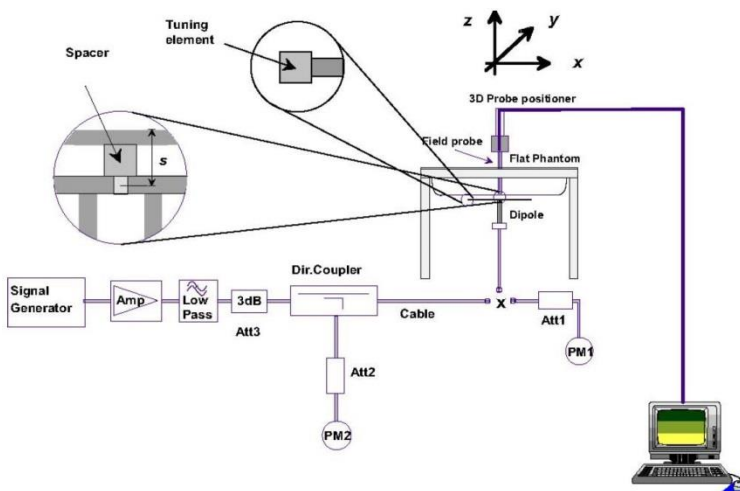 Tuning
element
Spacer
s
z
y
x
3D Probe positioner
Field probe
Flat Phantom
Dipole
Signal
Generator
Amp
Low
Pass
3dB
Att3
Dir.Coupler
Cable
x
Att1
PM1
Att2
PM2